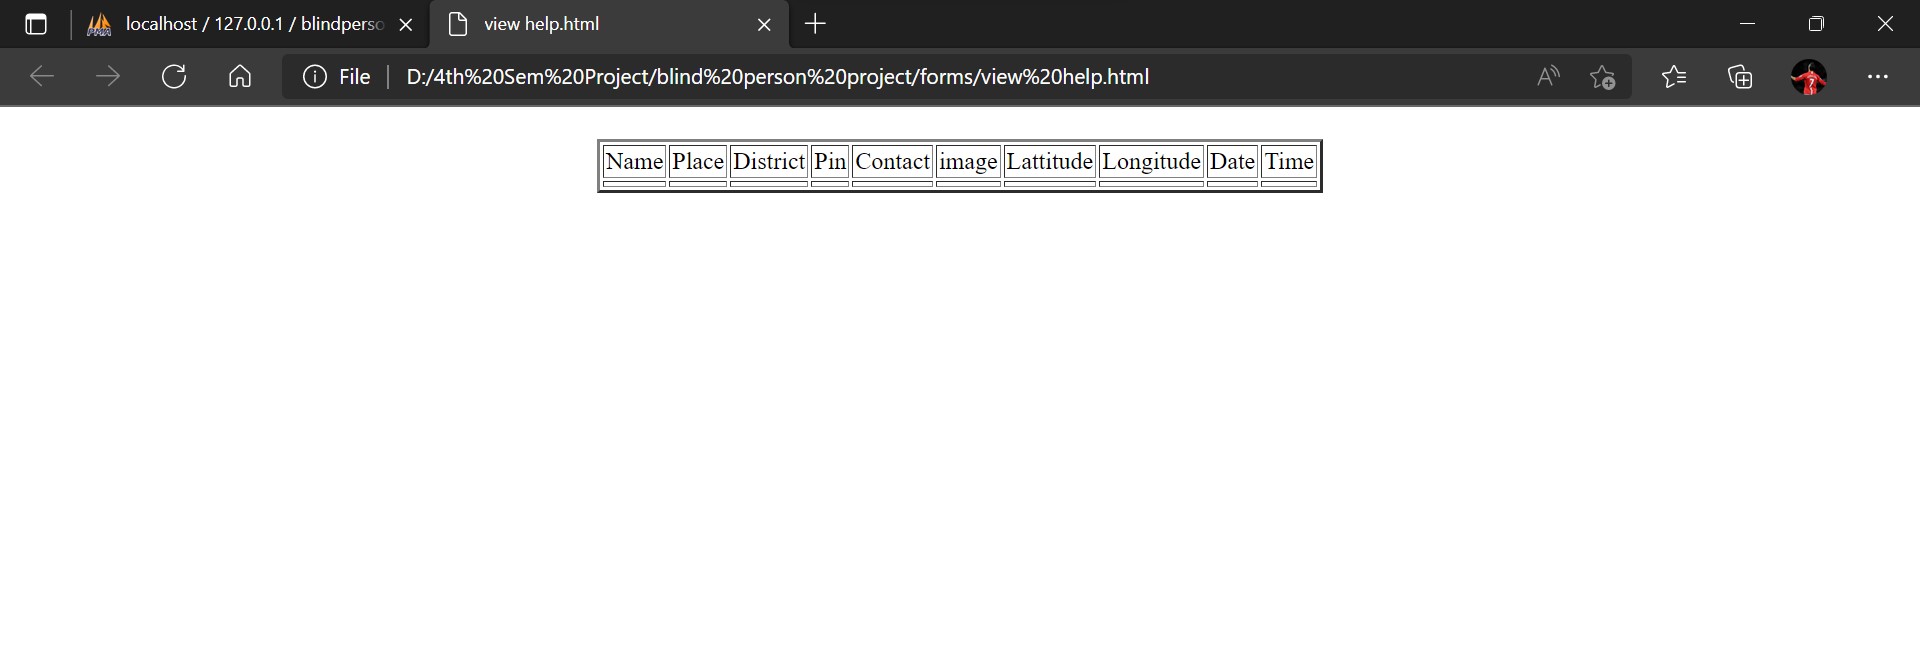 localhost / 127.0.0.1 / blindperso
view help.html
File
D:/4th%20Sem%20Project/blind%20person%20project/forms/view%20help.html
Name Place District Pin Contact image Lattitude Longitude Date Time